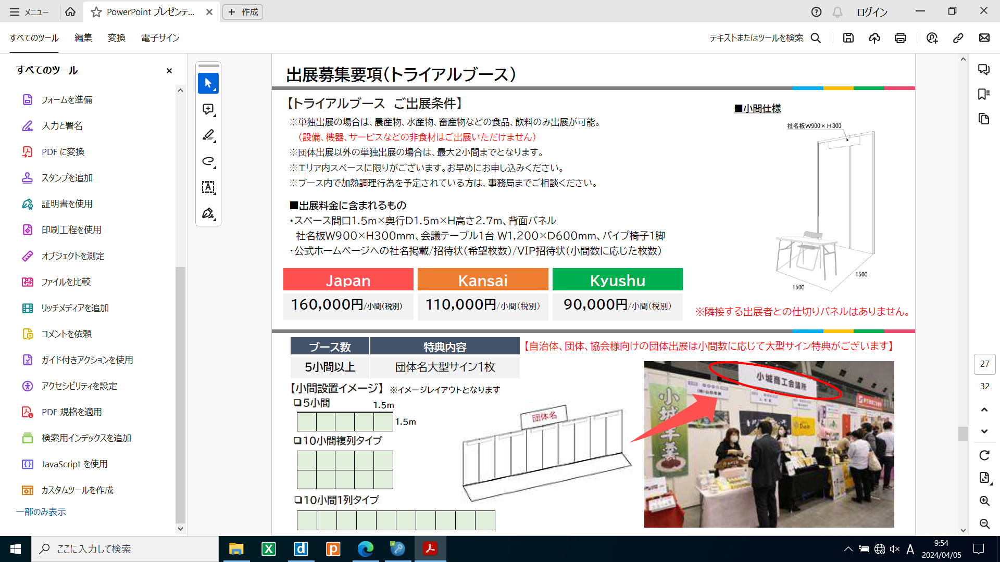 メニュー
PowerPoint プレゼンテ...
作成
ログイン
すべてのツール
編集
変換
電子サイン
テキストまたはツールを検索
すべてのツール
フォームを準備
入力と署名
PDF に変換
スタンプを追加
証明書を使用
印刷工程を使用
オブジェクトを測定
ファイルを比較
リッチメディアを追加
コメントを依頼
ガイド付きアクションを使用
アクセシビリティを設定
PDF 規格を適用
検索用インデックスを追加
JavaScript を使用
カスタムツールを作成
一部のみ表示
出展募集要項（トライアルブース）
【トライアルブース ご出展条件】
※単独出展の場合は、農産物、水産物、畜産物などの食品、飲料のみ出展が可能。
（設備、機器、サービスなどの非食材はご出展いただけません）
※団体出展以外の単独出展の場合は、最大2小間までとなります。
※エリア内スペースに限りがございます。お早めにお申し込みください。
※ブース内で加熱調理行為を予定されている方は、事務局までご相談ください。
■出展料金に含まれるもの
・スペース間口1.5m×奥行D1.5m×H高さ2.7m、背面パネル
社名板W900×H300mm、会議テーブル1台 W1,200×D600mm、パイプ椅子1脚
・公式ホームページへの社名掲載/招待状（希望枚数）/VIP招待状（小間数に応じた枚数）
■小間仕様
社名板W900×H300
1500
1500
Japan
Kansai
Kyushu
160,000円/小間（税別）
110,000円/小間（税別）
90,000円/小間（税別）
※隣接する出展者との仕切りパネルはありません。
ブース数
特典内容
5小間以上
団体名大型サイン1枚
【自治体、団体、協会様向けの団体出展は小間数に応じて大型サイン特典がございます】
【小間設置イメージ】 ※イメージレイアウトとなります
❑5小間
1.5m
1.5m
❑10小間複列タイプ
❑10小間1列タイプ
団体名
小城商工会議所
小城羊羹
27
32
ここに入力して検索
A
9:54
2024/04/05